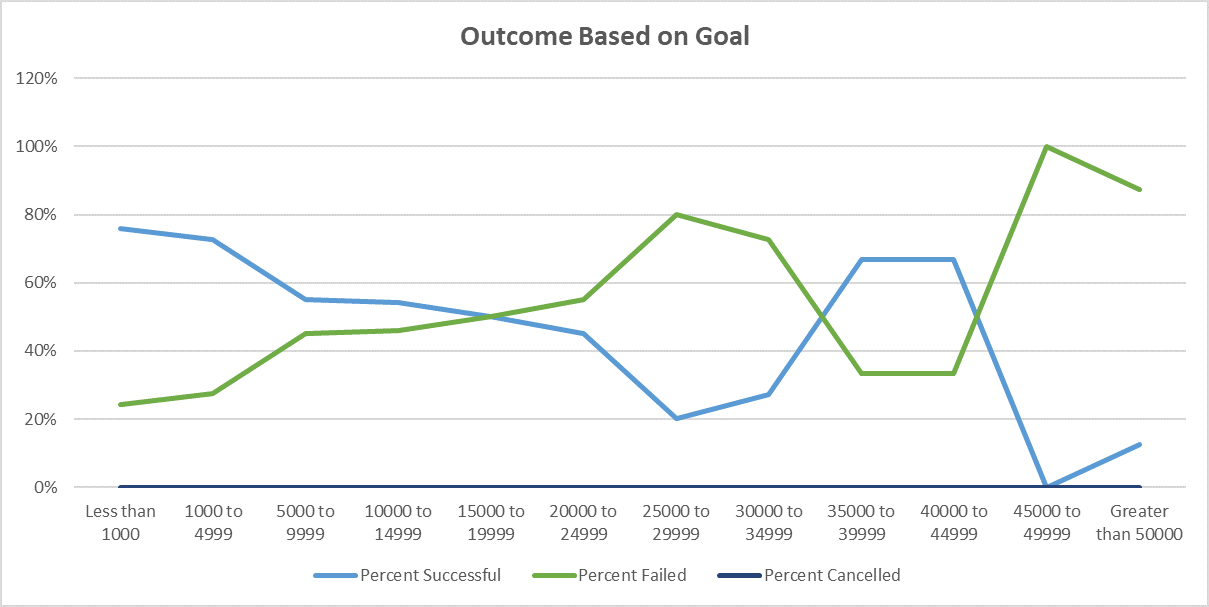 Outcome Based on Goal
120%
100%
80%
60%
40%
20%
0%
Less than 1000 to 5000 to 10000 to 15000 to 20000 to 25000 to 30000 to 35000 to 40000 to 45000 to Greater
1000 4999 9999 14999 19999 24999 29999 34999 39999 44999 49999 than 50000
Percent Successful Percent Failed Percent Cancelled